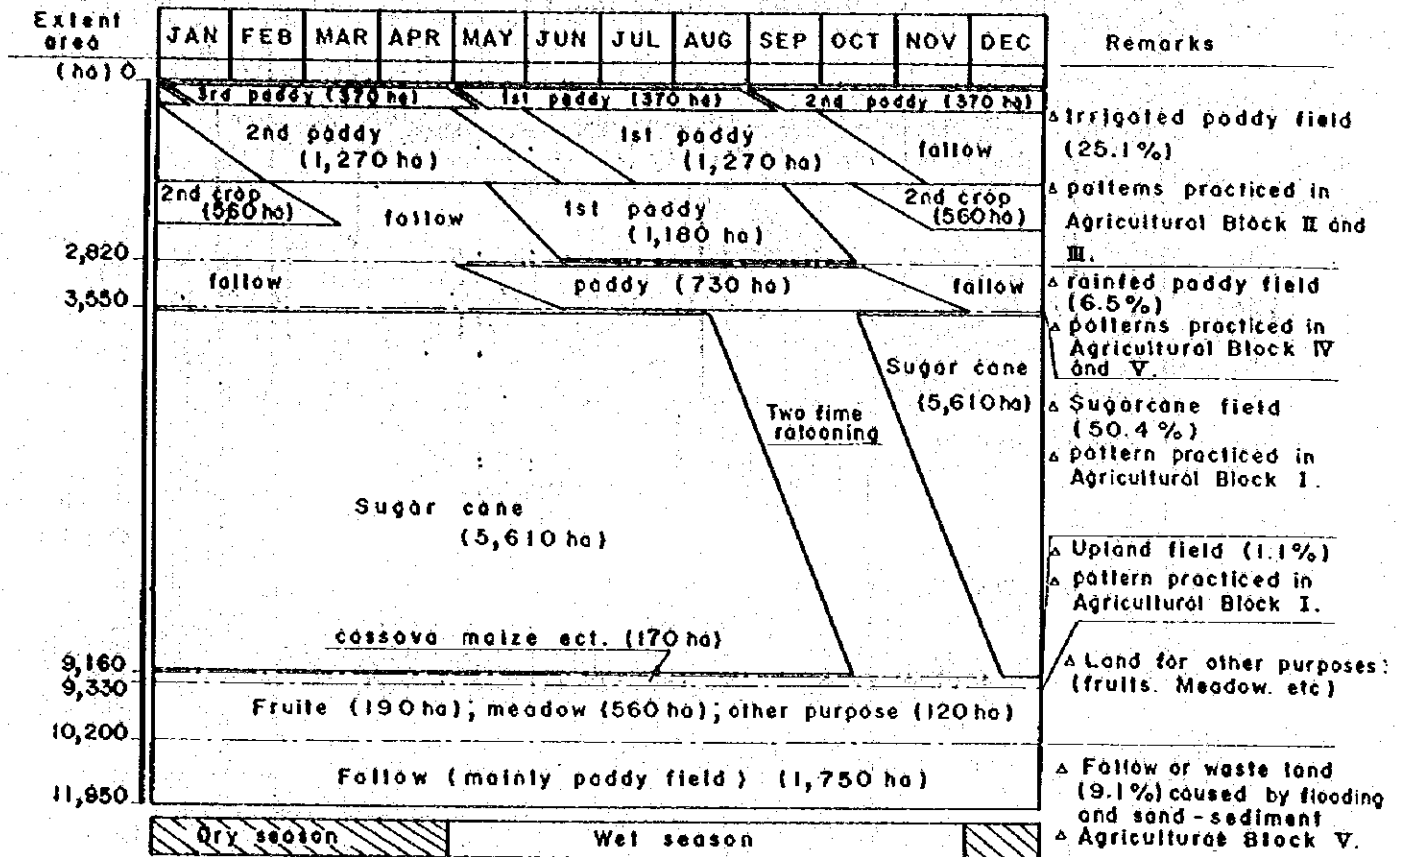 Extent
area
(ha) 0
JAN FEB MAR APR MAY JUN JUL AUG SEP OCT NOV DEC
Remarks
3rd paddy (370 ha)
1st paddy (370 ha)
2nd paddy (370 ha)
2nd paddy
(1,270 ha)
1st paddy
(1,270 ha)
fallow
2nd crop
(560 ha)
fallow
1st paddy
(1,180 ha)
2nd crop
(560 ha)
2,820
fallow
paddy (730 ha)
fallow
3,550
Sugar cane
(5,610 ha)
Two time
ratooning
Sugar cane
(5,610 ha)
cassova maize ect. (170 ha)
9,160
9,330
Fruite (190 ha); meadow (560 ha); other purpose (120 ha)
10,200
Fallow (mainly paddy field) (1,750 ha)
11,950
Dry season
Wet season
△ Irrigated paddy field
(25.1%)
△ patterns practiced in
Agricultural Block II and
III.
△ rainfed paddy field
(6.5%)
△ patterns practiced in
Agricultural Block IV
and V.
△ Sugarcane field
(50.4%)
△ pattern practiced in
Agricultural Block I.
△ Upland field (1.1%)
△ pattern practiced in
Agricultural Block I.
△ Land for other purposes:
(fruits. Meadow. etc)
△ Fallow or waste land
(9.1%) caused by flooding
and sand-sediment
△ Agricultural Block V.